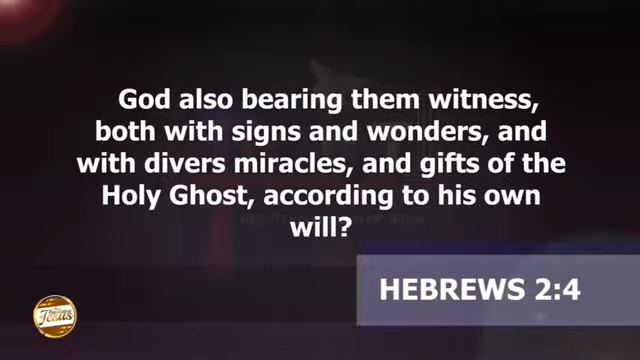 God also bearing them witness,
both with signs and wonders, and
with divers miracles, and gifts of the
Holy Ghost, according to his own
will?
HEBREWS 2:4
Jesus